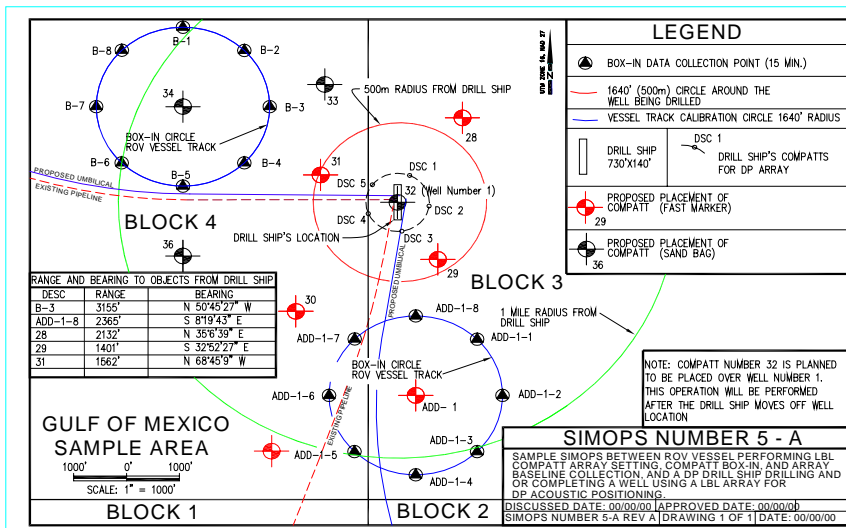 B-1
B-8
B-2
34
B-7
B-3
BOX-IN CIRCLE
ROV VESSEL TRACK
B-6
B-4
B-5
33
500m RADIUS FROM DRILL SHIP
28
UTM ZONE 16, NAD 27
N
31
DSC 1
DSC 5
32 (Well Number 1)
DSC 2
DSC 4
DSC 3
DRILL SHIP'S LOCATION
PROPOSED UMBILICAL
EXISTING PIPELINE
BLOCK 4
36
29
BLOCK 3
PROPOSED UMBILICAL
RANGE AND BEARING TO OBJECTS FROM DRILL SHIP
DESC RANGE BEARING
B-3 3155' N 50°45'27" W
ADD-1-8 2365' S 8°19'43" E
28 2132' N 35°6'39" E
29 1401' S 32°52'27" E
31 1562' N 68°45'9" W
30
ADD-1-8
1 MILE RADIUS FROM
DRILL SHIP
ADD-1-7
ADD-1-1
BOX-IN CIRCLE
ROV VESSEL TRACK
ADD-1-6
ADD-1-2
ADD- 1
EXISTING PIPELINE
ADD-1-5
ADD-1-3
ADD-1-4
GULF OF MEXICO
SAMPLE AREA
1000' 0' 1000'
SCALE: 1" = 1000'
BLOCK 1
BLOCK 2
LEGEND
BOX-IN DATA COLLECTION POINT (15 MIN.)
1640' (500m) CIRCLE AROUND THE
WELL BEING DRILLED
VESSEL TRACK CALIBRATION CIRCLE 1640' RADIUS
DRILL SHIP
730'X140'
DSC 1
DRILL SHIP'S COMPATTS
FOR DP ARRAY
PROPOSED PLACEMENT OF
COMPATT (FAST MARKER)
29
PROPOSED PLACEMENT OF
COMPATT (SAND BAG)
36
NOTE: COMPATT NUMBER 32 IS PLANNED
TO BE PLACED OVER WELL NUMBER 1.
THIS OPERATION WILL BE PERFORMED
AFTER THE DRILL SHIP MOVES OFF WELL
LOCATION
SIMOPS NUMBER 5 - A
SAMPLE SIMOPS BETWEEN ROV VESSEL PERFORMING LBL
COMPATT ARRAY SETTING, COMPATT BOX-IN, AND ARRAY
BASELINE COLLECTION, AND A DP DRILL SHIP DRILLING AND
OR COMPLETING A WELL USING A LBL ARRAY FOR
DP ACOUSTIC POSITIONING.
DISCUSSED DATE: 00/00/00 APPROVED DATE: 00/00/00
SIMOPS NUMBER 5-A REV A DRAWING 1 OF 1 DATE: 00/00/00